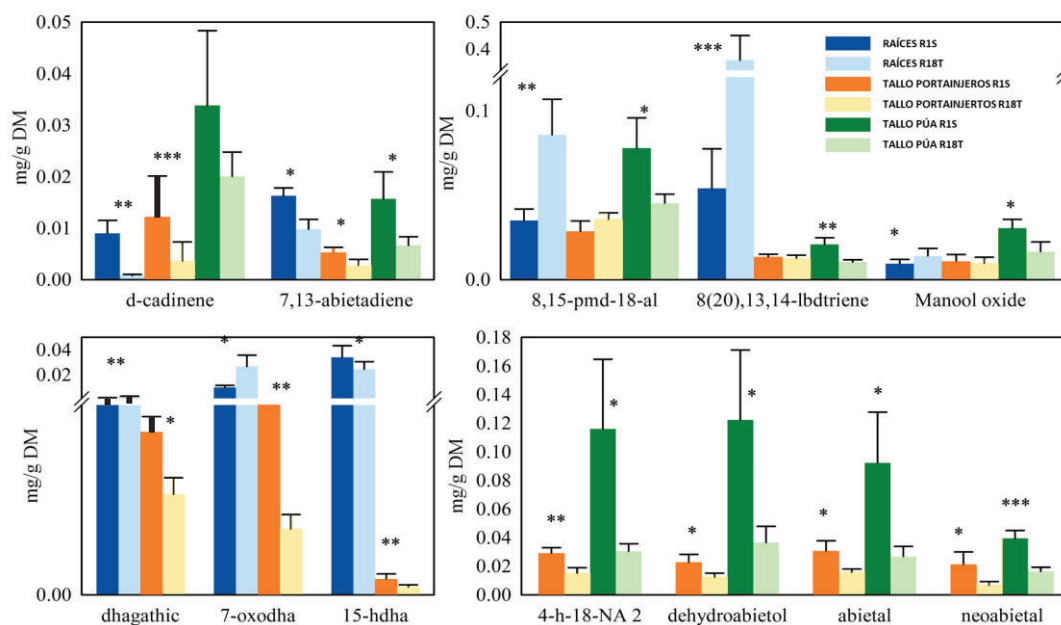 0.05
0.04
0.03
0.02
0.01
0.00
mg/g DM
**
***
*
*
*
d-cadinene
7,13-abietadiene
0.5
0.4
0.1
0.0
mg/g DM
**
*
***
**
*
*
RAÍCES R1S
RAÍCES R18T
TALLO PORTAINJEROS R1S
TALLO PORTAINJERTOS R18T
TALLO PÚA R1S
TALLO PÚA R18T
8,15-pmd-18-al
8(20),13,14-lbdtriene
Manool oxide
0.04
0.02
0.00
mg/g DM
**
*
*
**
*
**
dhagathic
7-oxodha
15-hdha
0.18
0.16
0.14
0.12
0.10
0.08
0.06
0.04
0.02
0.00
mg/g DM
**
*
*
*
*
*
*
***
4-h-18-NA 2
dehydroabietol
abietal
neoabietal